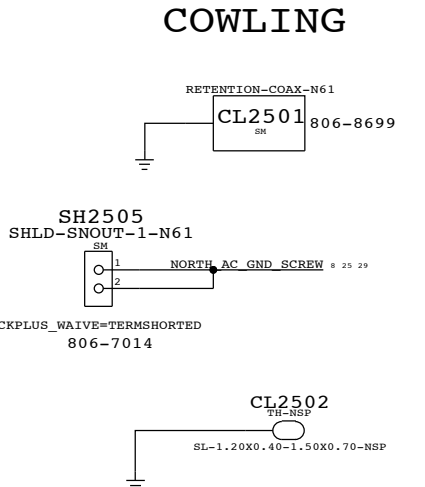 COWLING
RETENTION-COAX-N61
CL2501
SM
806-8699
SH2505
SHLD-SNOUT-1-N61
SM
1
NORTH_AC_GND_SCREW 8 25 29
2
CKPLUS_WAIVE=TERMSHORTED
806-7014
CL2502
TH-NSP
SL-1.20X0.40-1.50X0.70-NSP